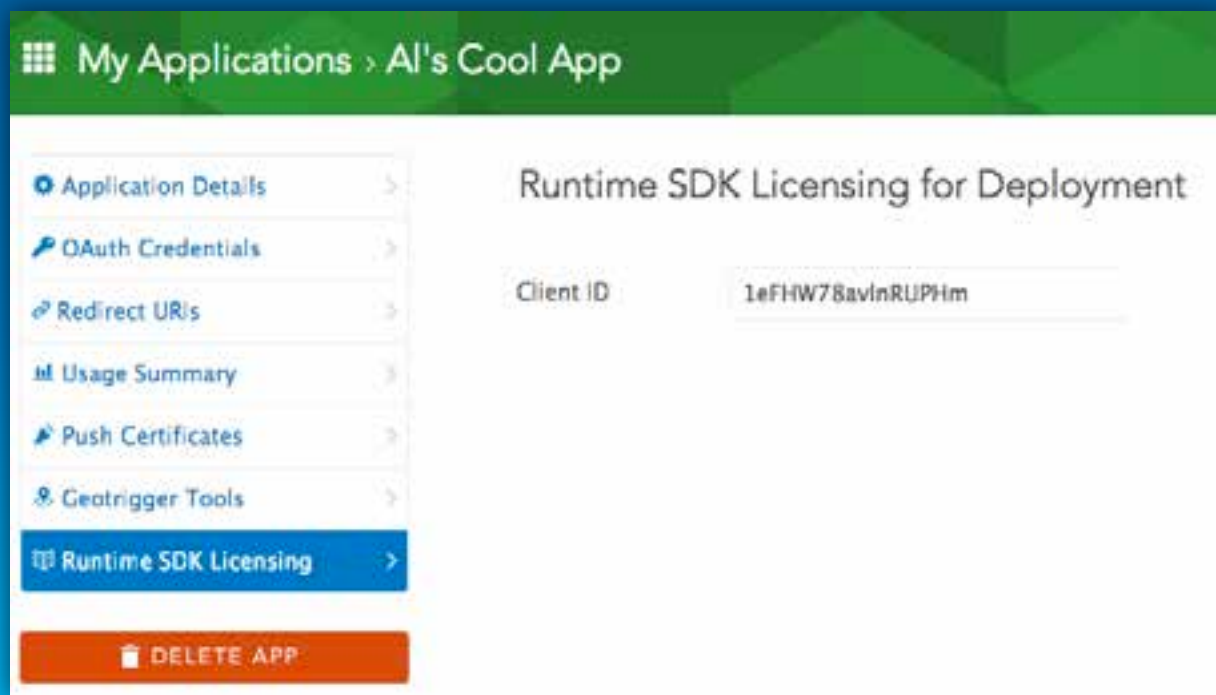 My Applications › Al's Cool App
Application Details
OAuth Credentials
Redirect URIs
Usage Summary
Push Certificates
Geotrigger Tools
Runtime SDK Licensing
DELETE APP
Runtime SDK Licensing for Deployment
Client ID 1eFHW78avlnRUPHm